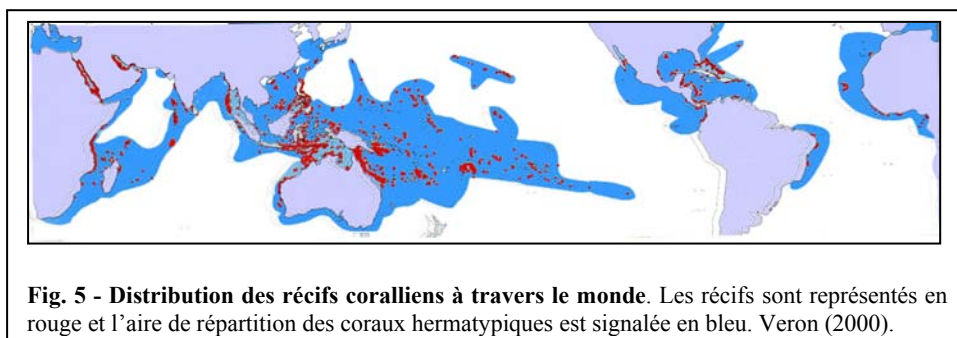 Fig. 5 - Distribution des récifs coralliens à travers le monde. Les récifs sont représentés en
rouge et l’aire de répartition des coraux hermatypiques est signalée en bleu. Veron (2000).